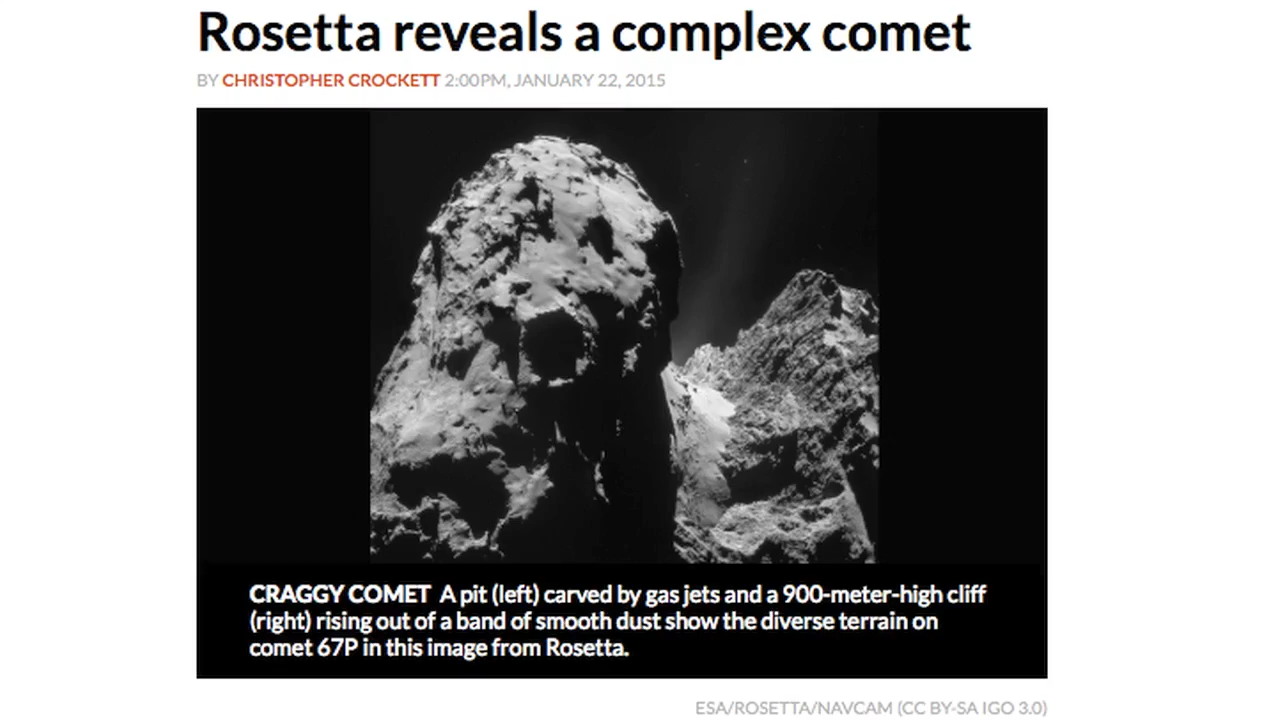 Rosetta reveals a complex comet
BY CHRISTOPHER CROCKETT 2:00PM, JANUARY 22, 2015
CRAGGY COMET A pit (left) carved by gas jets and a 900-meter-high cliff
(right) rising out of a band of smooth dust show the diverse terrain on
comet 67P in this image from Rosetta.
ESA/ROSETTA/NAVCAM (CC BY-SA IGO 3.0)